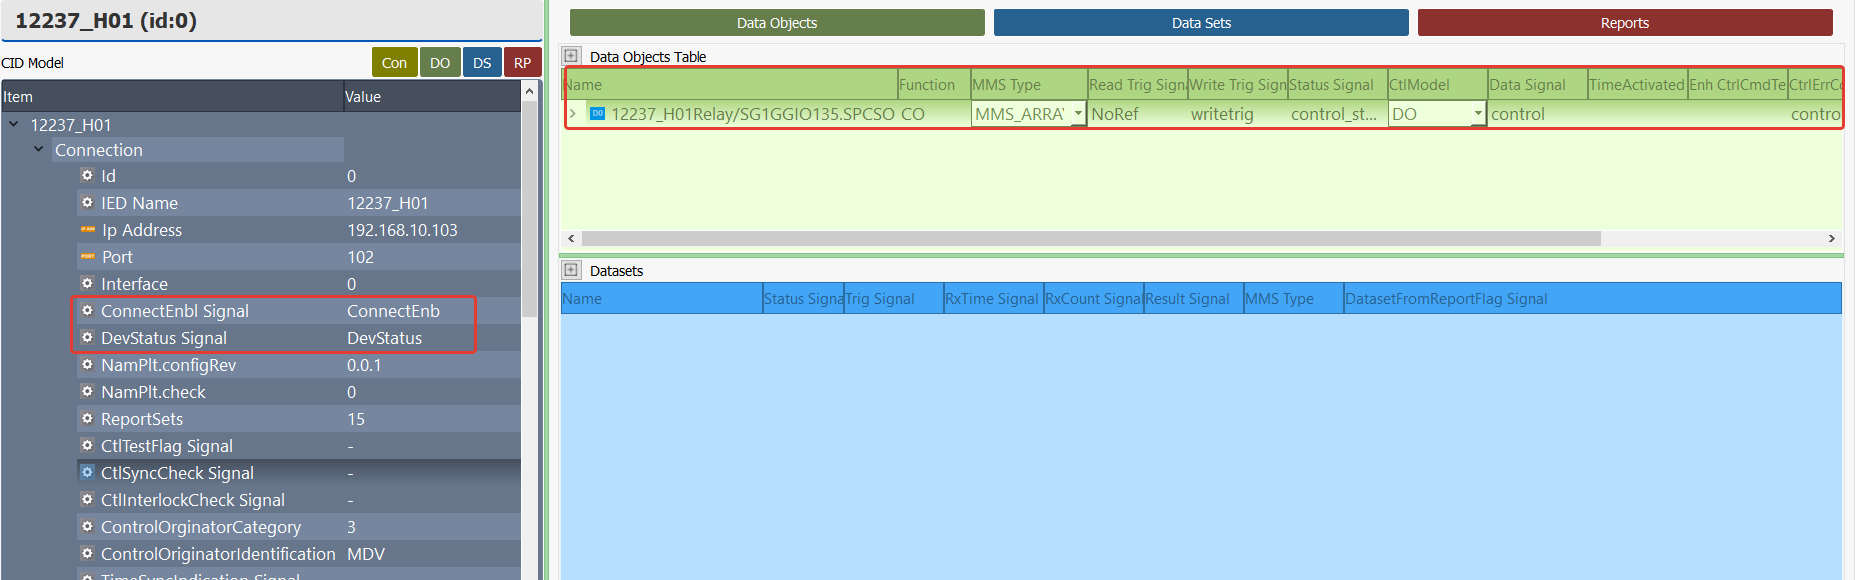 12237_H01 (id:0)
CID Model
Con
DO
DS
RP
Item Value
12237_H01
Connection
Id 0
IED Name 12237_H01
Ip Address 192.168.10.103
Port 102
Interface 0
ConnectEnbl Signal ConnectEnb
DevStatus Signal DevStatus
NamPlt.configRev 0.0.1
NamPlt.check 0
ReportSets 15
CtlTestFlag Signal -
CtlSyncCheck Signal -
CtlInterlockCheck Signal -
ControlOrginatorCategory 3
ControlOriginatorIdentification MDV
TimeSyncIndication Signal
Data Objects
Data Sets
Reports
Data Objects Table
Name Function MMS Type Read Trig Signa Write Trig Sign Status Signal CtlModel Data Signal TimeActivated Enh CtrlCmdTe CtrlErrCo
DO 12237_H01Relay/SG1GGIO135.SPCSO CO MMS_ARRA NoRef writetrig control_st... DO control contro
Datasets
Name Status Signa Trig Signal RxTime Signal RxCount Signal Result Signal MMS Type DatasetFromReportFlag Signal